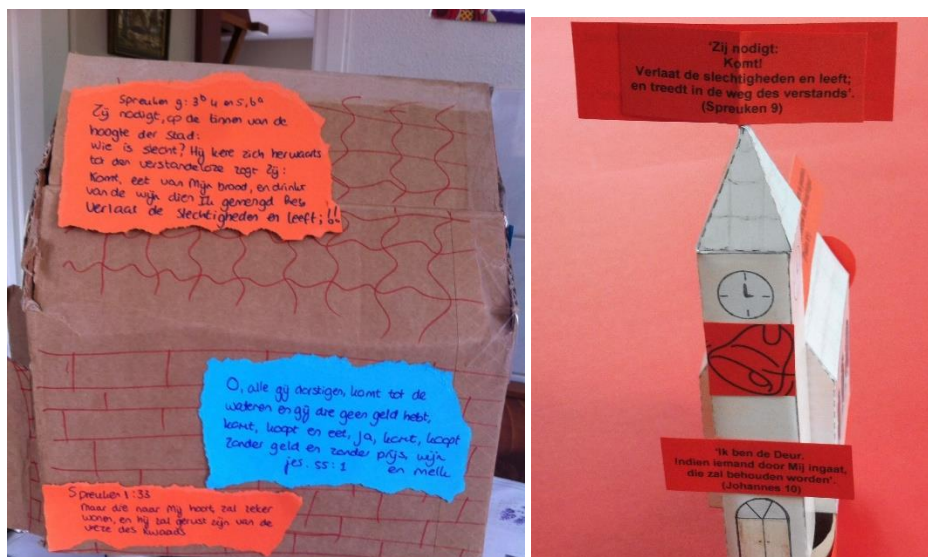 Spreuken 9:3b 4 en 5,6a
Zij nodigt, op de tinnen van de
hoogte der stad:
Wie is slecht? Hij kere zich herwaarts
tot den verstandeloze zegt Zij:
Komt, eet van Mijn brood, en drinkt
van de wijn dien Ik gemengd heb
Verlaat de slechtigheden en leeft;!!
O, alle gij dorstigen, komt tot de
wateren en gij die geen geld hebt,
komt, koopt en eet, ja, komt, koopt
zonder geld en zonder prijs, wijn
jes. 55:1 en melk
Spreuken 1:33
Maar die naar Mij hoort, zal zeker
wonen, en hij zal gerust zijn van de
vreze des kwaads
'Zij nodigt:
Komt!
Verlaat de slechtigheden en leeft;
en treedt in de weg des verstands'.
(Spreuken 9)
'Ik ben de Deur.
Indien iemand door Mij ingaat,
die zal behouden worden'.
(Johannes 10)